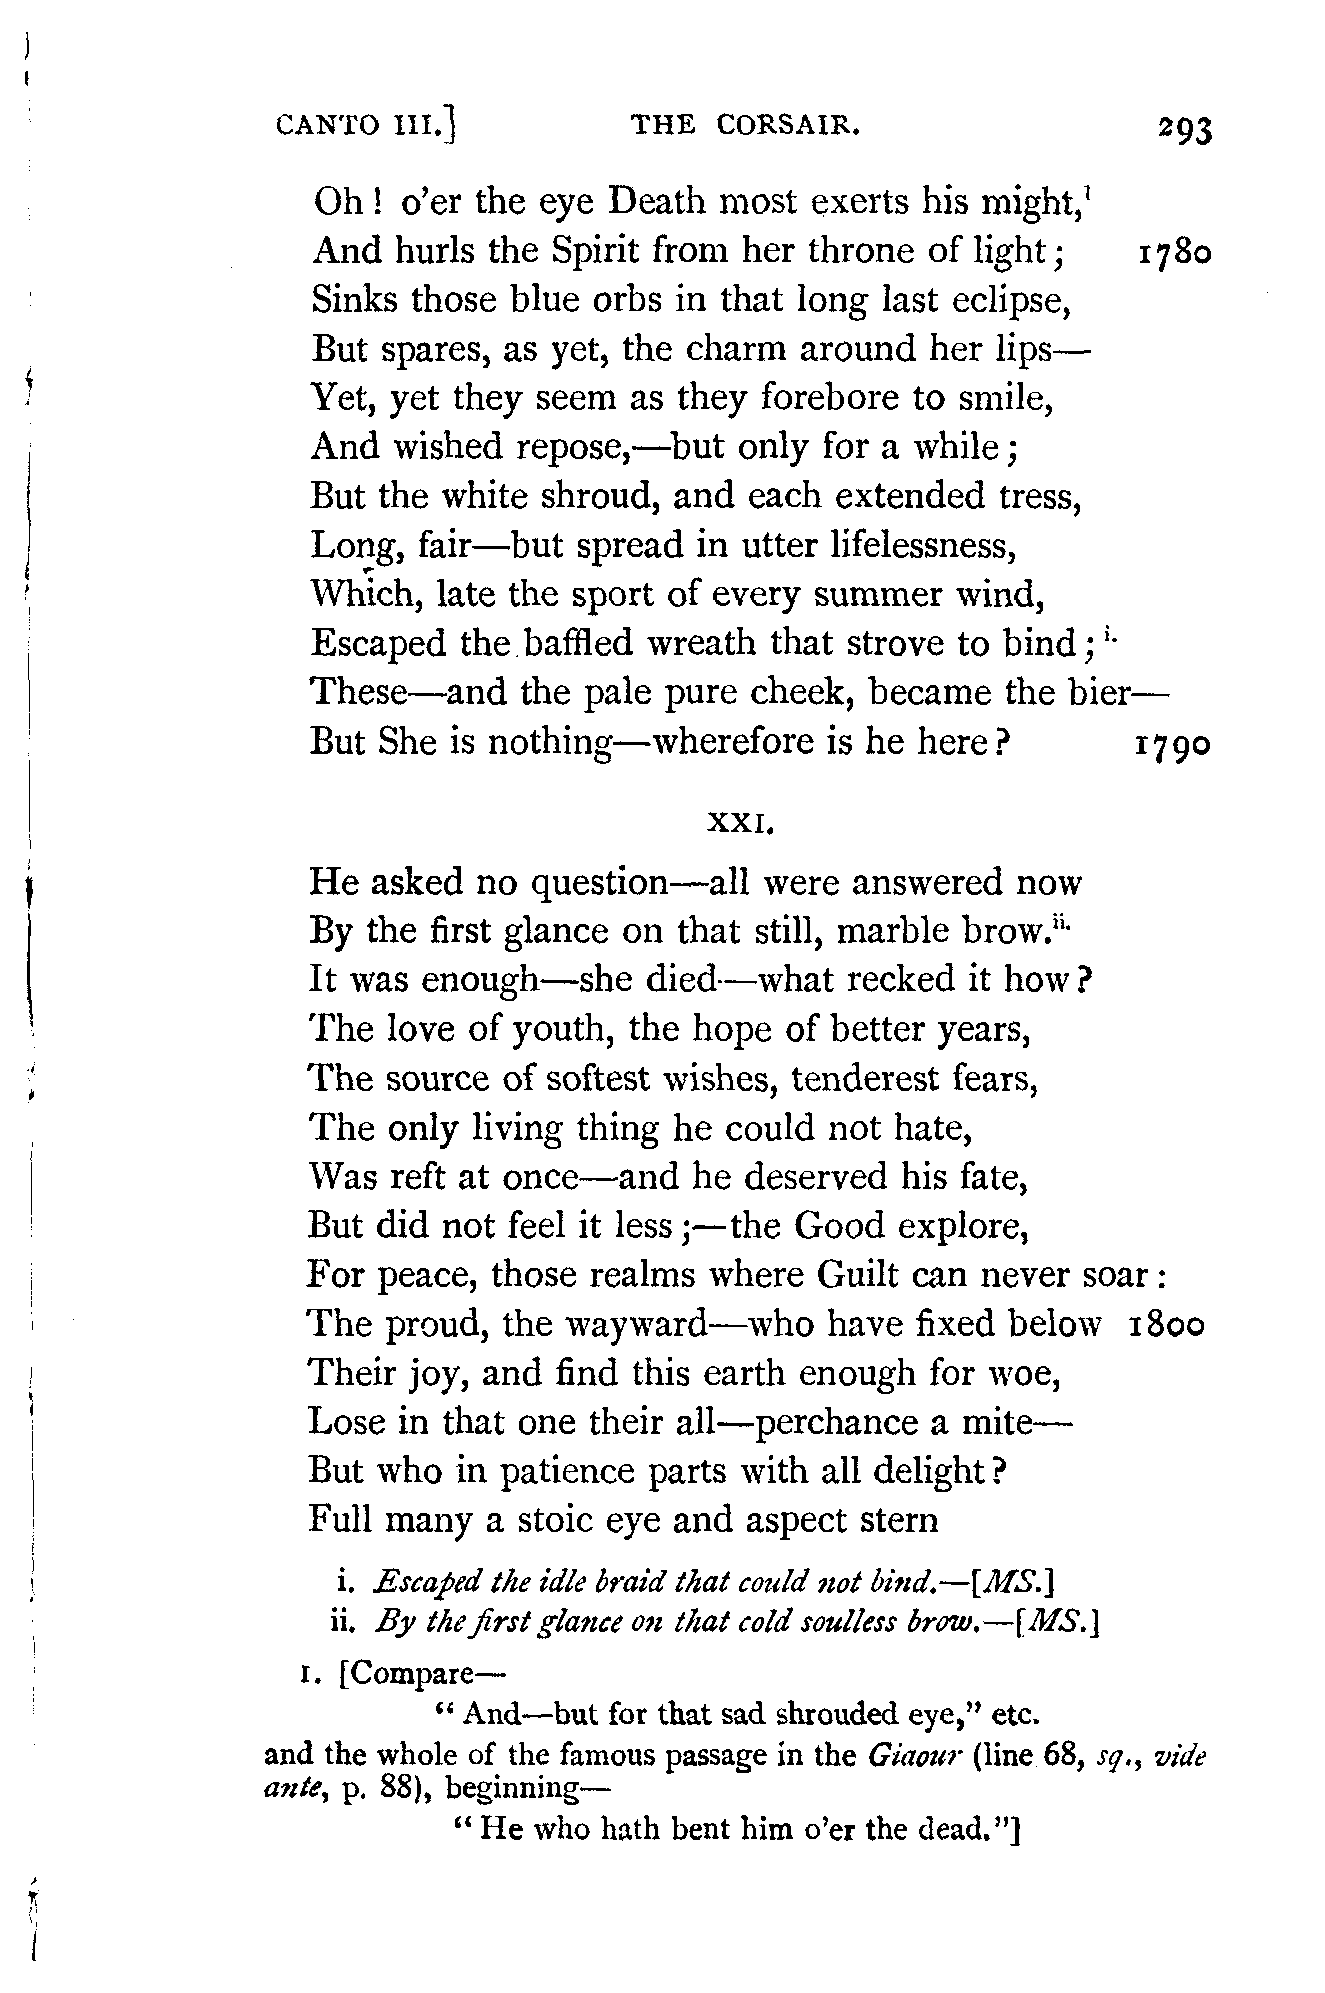 CANTO III.] THE CORSAIR. 293
Oh! o'er the eye Death most exerts his might,¹
And hurls the Spirit from her throne of light; 1780
Sinks those blue orbs in that long last eclipse,
But spares, as yet, the charm around her lips—
Yet, yet they seem as they forebore to smile,
And wished repose,—but only for a while;
But the white shroud, and each extended tress,
Long, fair—but spread in utter lifelessness,
Which, late the sport of every summer wind,
Escaped the baffled wreath that strove to bind; i.
These—and the pale pure cheek, became the bier—
But She is nothing—wherefore is he here? 1790
XXI.
He asked no question—all were answered now
By the first glance on that still, marble brow. ii.
It was enough—she died—what recked it how?
The love of youth, the hope of better years,
The source of softest wishes, tenderest fears,
The only living thing he could not hate,
Was reft at once—and he deserved his fate,
But did not feel it less;—the Good explore,
For peace, those realms where Guilt can never soar:
The proud, the wayward—who have fixed below 1800
Their joy, and find this earth enough for woe,
Lose in that one their all—perchance a mite—
But who in patience parts with all delight?
Full many a stoic eye and aspect stern
i. Escaped the idle braid that could not bind.—[MS.]
ii. By the first glance on that cold soulless brow.—[MS.]
1. [Compare—
"And—but for that sad shrouded eye," etc.
and the whole of the famous passage in the Giaour (line 68, sq., vide
ante, p. 88), beginning—
"He who hath bent him o'er the dead."]